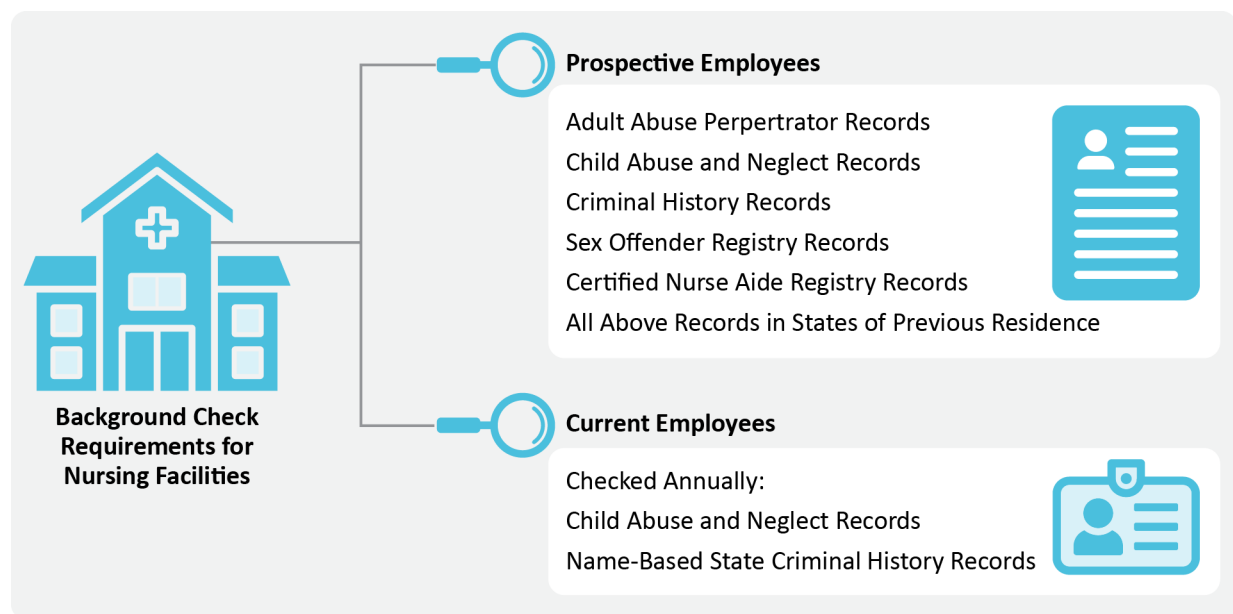 Background Check
Requirements for
Nursing Facilities
Prospective Employees
Adult Abuse Perpertrator Records
Child Abuse and Neglect Records
Criminal History Records
Sex Offender Registry Records
Certified Nurse Aide Registry Records
All Above Records in States of Previous Residence
Current Employees
Checked Annually:
Child Abuse and Neglect Records
Name-Based State Criminal History Records